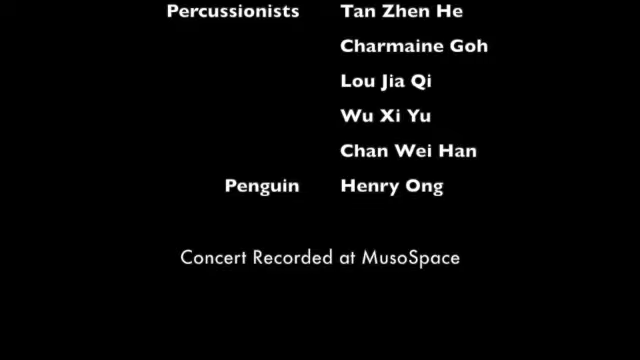 Percussionists Tan Zhen He
Charmaine Goh
Lou Jia Qi
Wu Xi Yu
Chan Wei Han
Penguin Henry Ong
Concert Recorded at MusoSpace